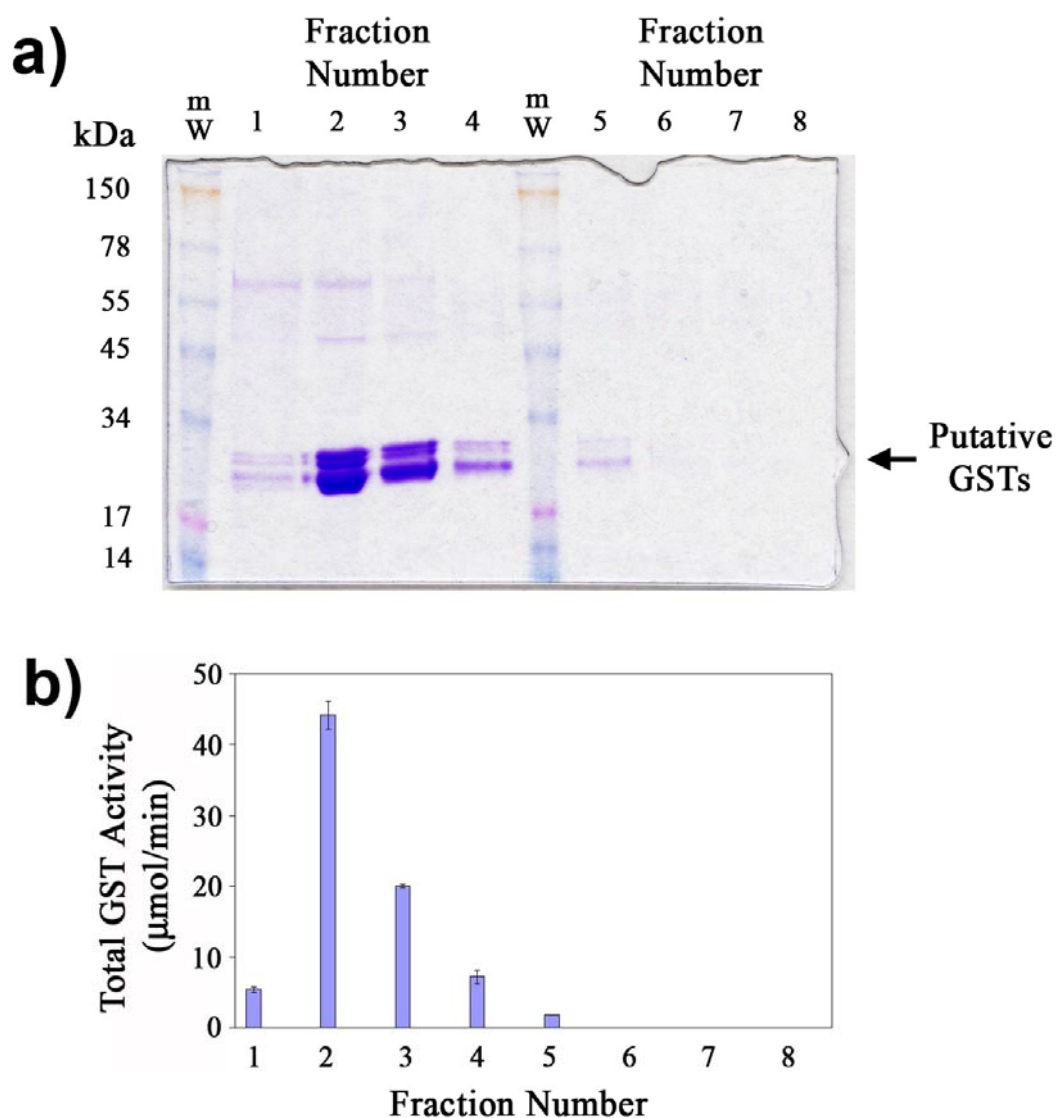 a)
Fraction
Number
Fraction
Number
m
W
1
2
3
4
m
W
5
6
7
8
kDa
150
78
55
45
34
17
14
Putative
GSTs
b)
Total GST Activity
(μmol/min)
50
40
30
20
10
0
1
2
3
4
5
6
7
8
Fraction Number